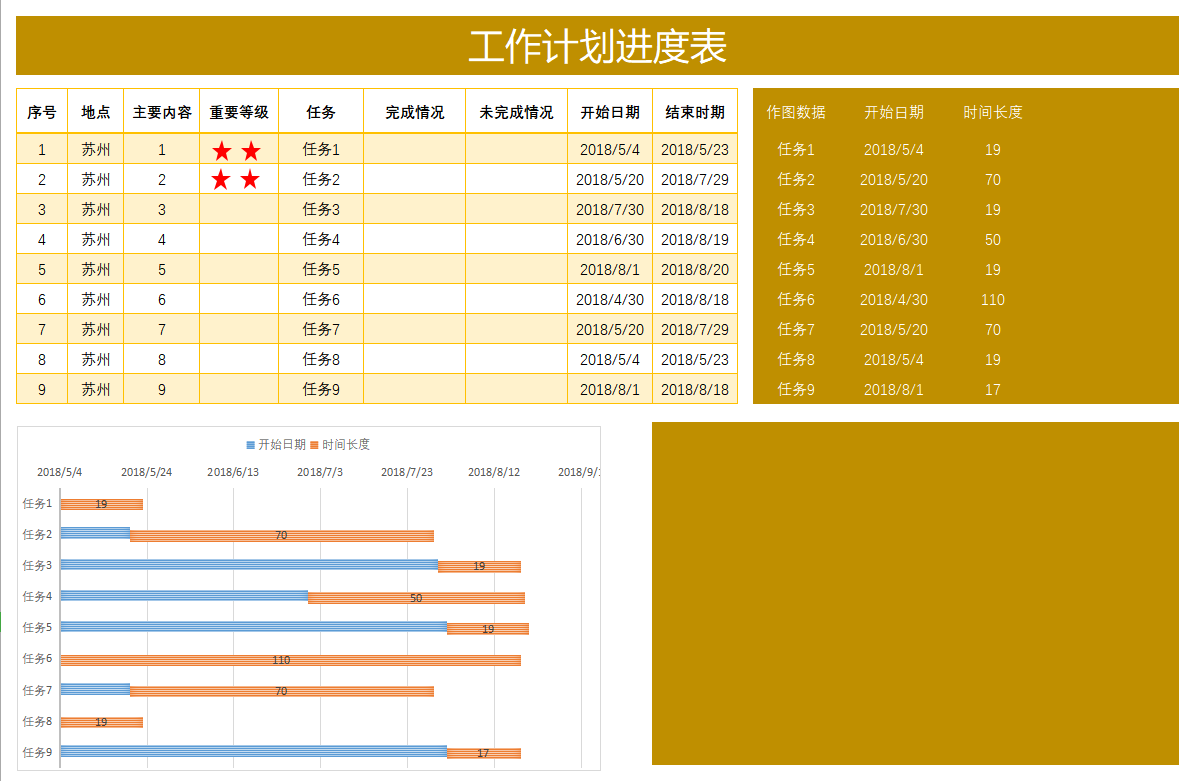 工作计划进度表
序号 地点 主要内容 重要等级 任务 完成情况 未完成情况 开始日期 结束时期
1 苏州 1 ★ ★ 任务1 2018/5/4 2018/5/23
2 苏州 2 ★ ★ 任务2 2018/5/20 2018/7/29
3 苏州 3 任务3 2018/7/30 2018/8/18
4 苏州 4 任务4 2018/6/30 2018/8/19
5 苏州 5 任务5 2018/8/1 2018/8/20
6 苏州 6 任务6 2018/4/30 2018/8/18
7 苏州 7 任务7 2018/5/20 2018/7/29
8 苏州 8 任务8 2018/5/4 2018/5/23
9 苏州 9 任务9 2018/8/1 2018/8/18
作图数据 开始日期 时间长度
任务1 2018/5/4 19
任务2 2018/5/20 70
任务3 2018/7/30 19
任务4 2018/6/30 50
任务5 2018/8/1 19
任务6 2018/4/30 110
任务7 2018/5/20 70
任务8 2018/5/4 19
任务9 2018/8/1 17
开始日期 时间长度
2018/5/4 2018/5/24 2018/6/13 2018/7/3 2018/7/23 2018/8/12 2018/9/1
任务1 19
任务2 70
任务3 19
任务4 50
任务5 19
任务6 110
任务7 70
任务8 19
任务9 17